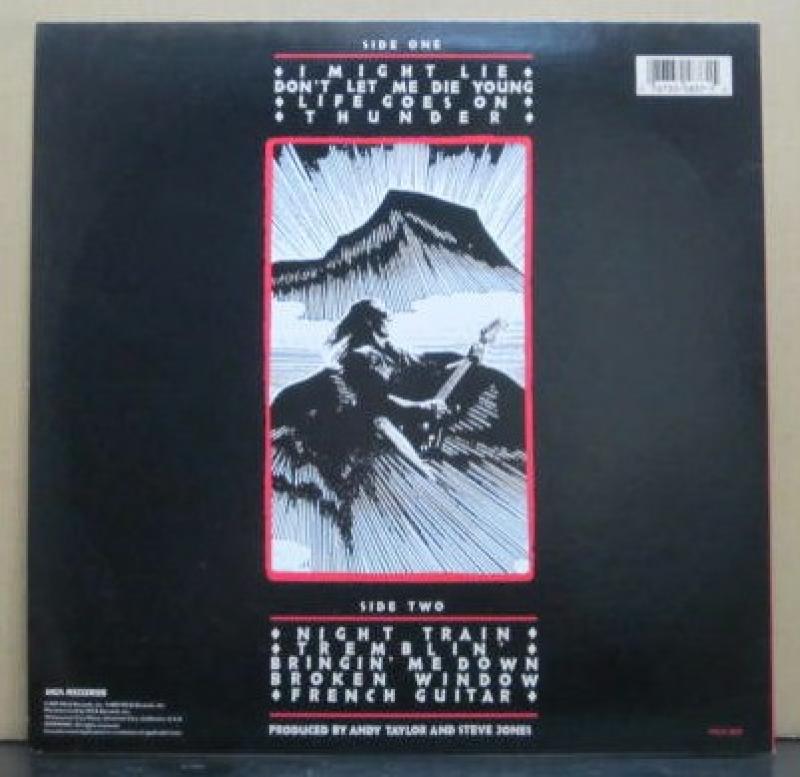 SIDE ONE
I MIGHT LIE
DON'T LET ME DIE YOUNG
LIFE GOES ON
THUNDER
SIDE TWO
NIGHT TRAIN
TREMBLIN'
BRINGIN' ME DOWN
BROKEN WINDOW
FRENCH GUITAR
PRODUCED BY ANDY TAYLOR AND STEVE JONES
MCA RECORDS